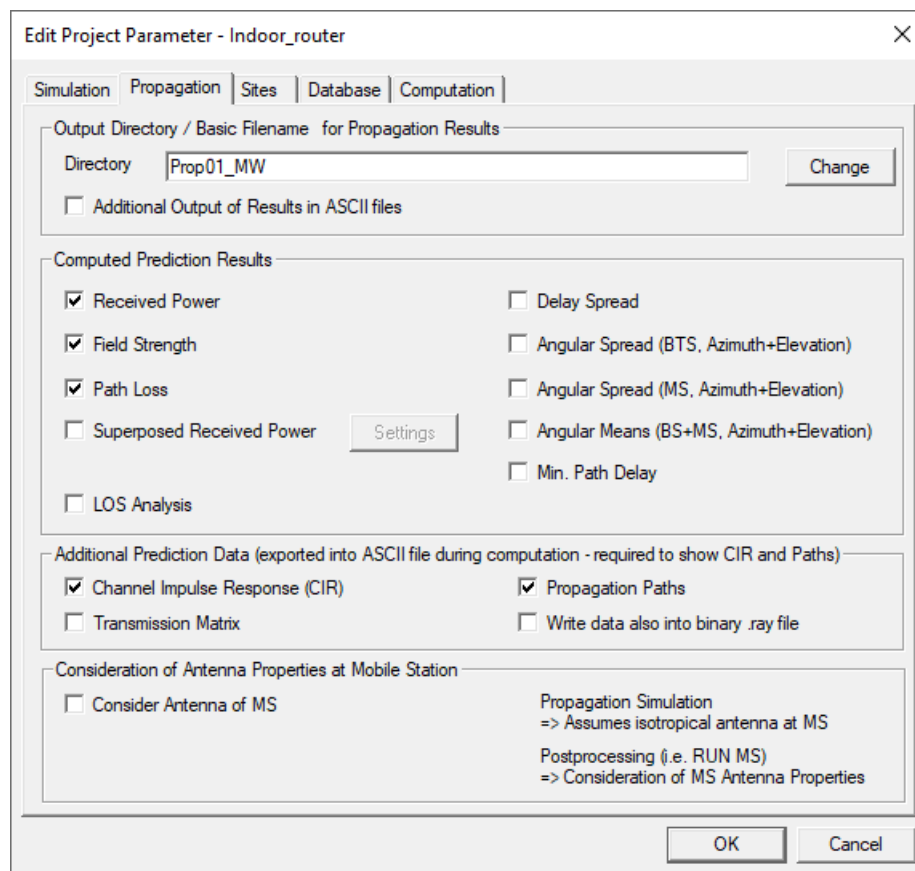 Edit Project Parameter - Indoor_router
Simulation Propagation Sites Database Computation
Output Directory / Basic Filename for Propagation Results
Directory Prop01_MW Change
Additional Output of Results in ASCII files
Computed Prediction Results
Received Power Delay Spread
Field Strength Angular Spread (BTS, Azimuth+Elevation)
Path Loss Angular Spread (MS, Azimuth+Elevation)
Superposed Received Power Settings Angular Means (BS+MS, Azimuth+Elevation)
Min. Path Delay
LOS Analysis
Additional Prediction Data (exported into ASCII file during computation - required to show CIR and Paths)
Channel Impulse Response (CIR) Propagation Paths
Transmission Matrix Write data also into binary .ray file
Consideration of Antenna Properties at Mobile Station
Consider Antenna of MS Propagation Simulation
=> Assumes isotropical antenna at MS
Postprocessing (i.e. RUN MS)
=> Consideration of MS Antenna Properties
OK Cancel